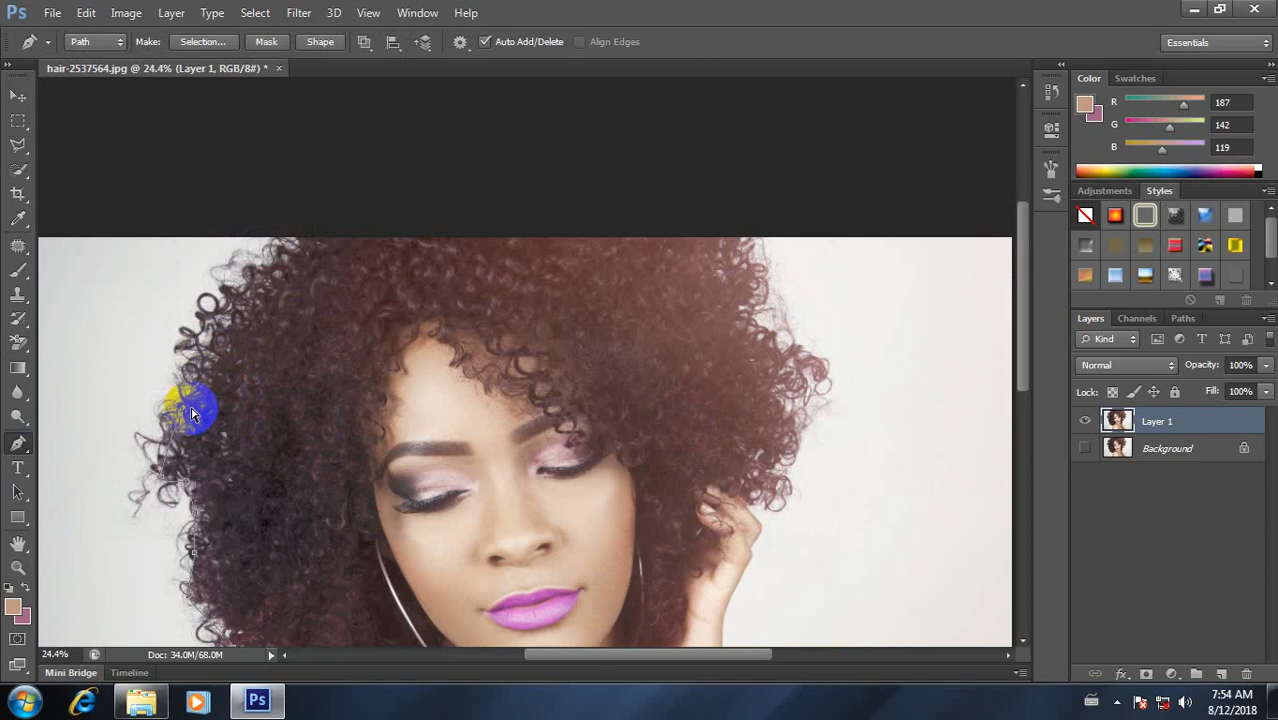 Ps File Edit Image Layer Type Select Filter 3D View Window Help
Path Make: Selection... Mask Shape Auto Add/Delete Align Edges Essentials
hair-2537564.jpg @ 24.4% (Layer 1, RGB/8#) * ×
Color Swatches
R 187
G 142
B 119
Adjustments Styles
Layers Channels Paths
Kind
Normal Opacity: 100%
Lock: Fill: 100%
Layer 1
Background
24.4% Doc: 34.0M/68.0M
Mini Bridge Timeline
Ps 7:54 AM
8/12/2018